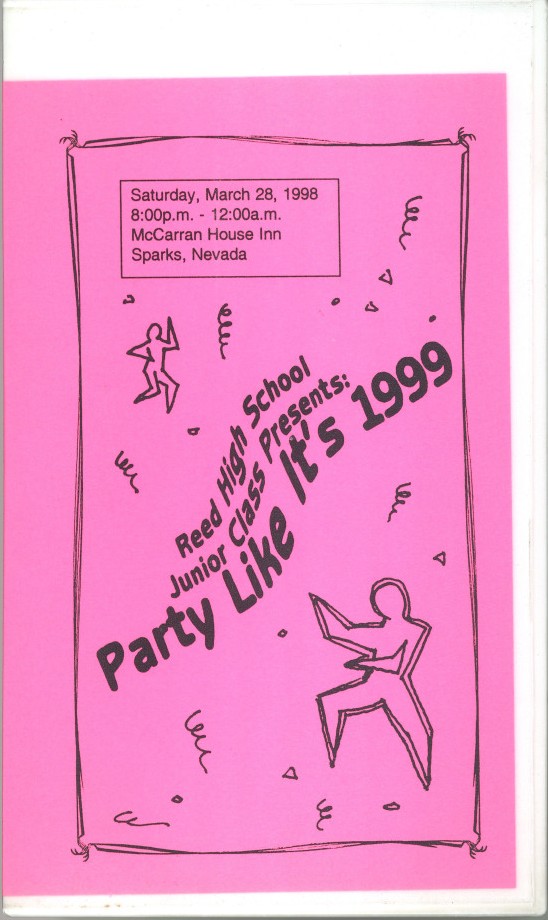 Saturday, March 28, 1998
8:00p.m. - 12:00a.m.
McCarran House Inn
Sparks, Nevada
Reed High School
Junior Class Presents:
Party Like It's 1999